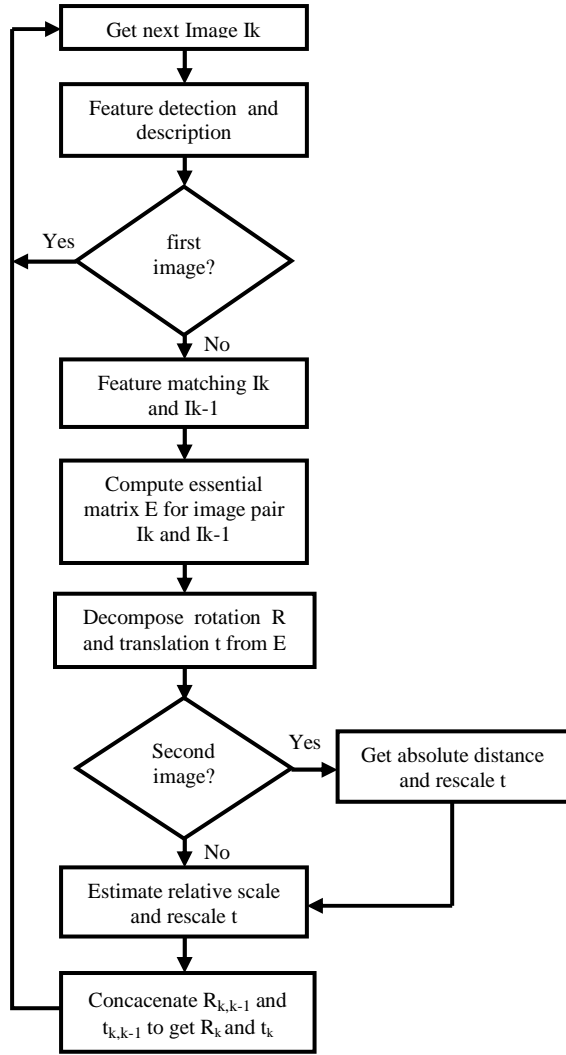 Get next Image Ik
Feature detection and
description
first
image?
Yes
No
Feature matching Ik
and Ik-1
Compute essential
matrix E for image pair
Ik and Ik-1
Decompose rotation R
and translation t from E
Second
image?
Yes
Get absolute distance
and rescale t
No
Estimate relative scale
and rescale t
Concacenate Rk,k-1 and
tk,k-1 to get Rk and tk